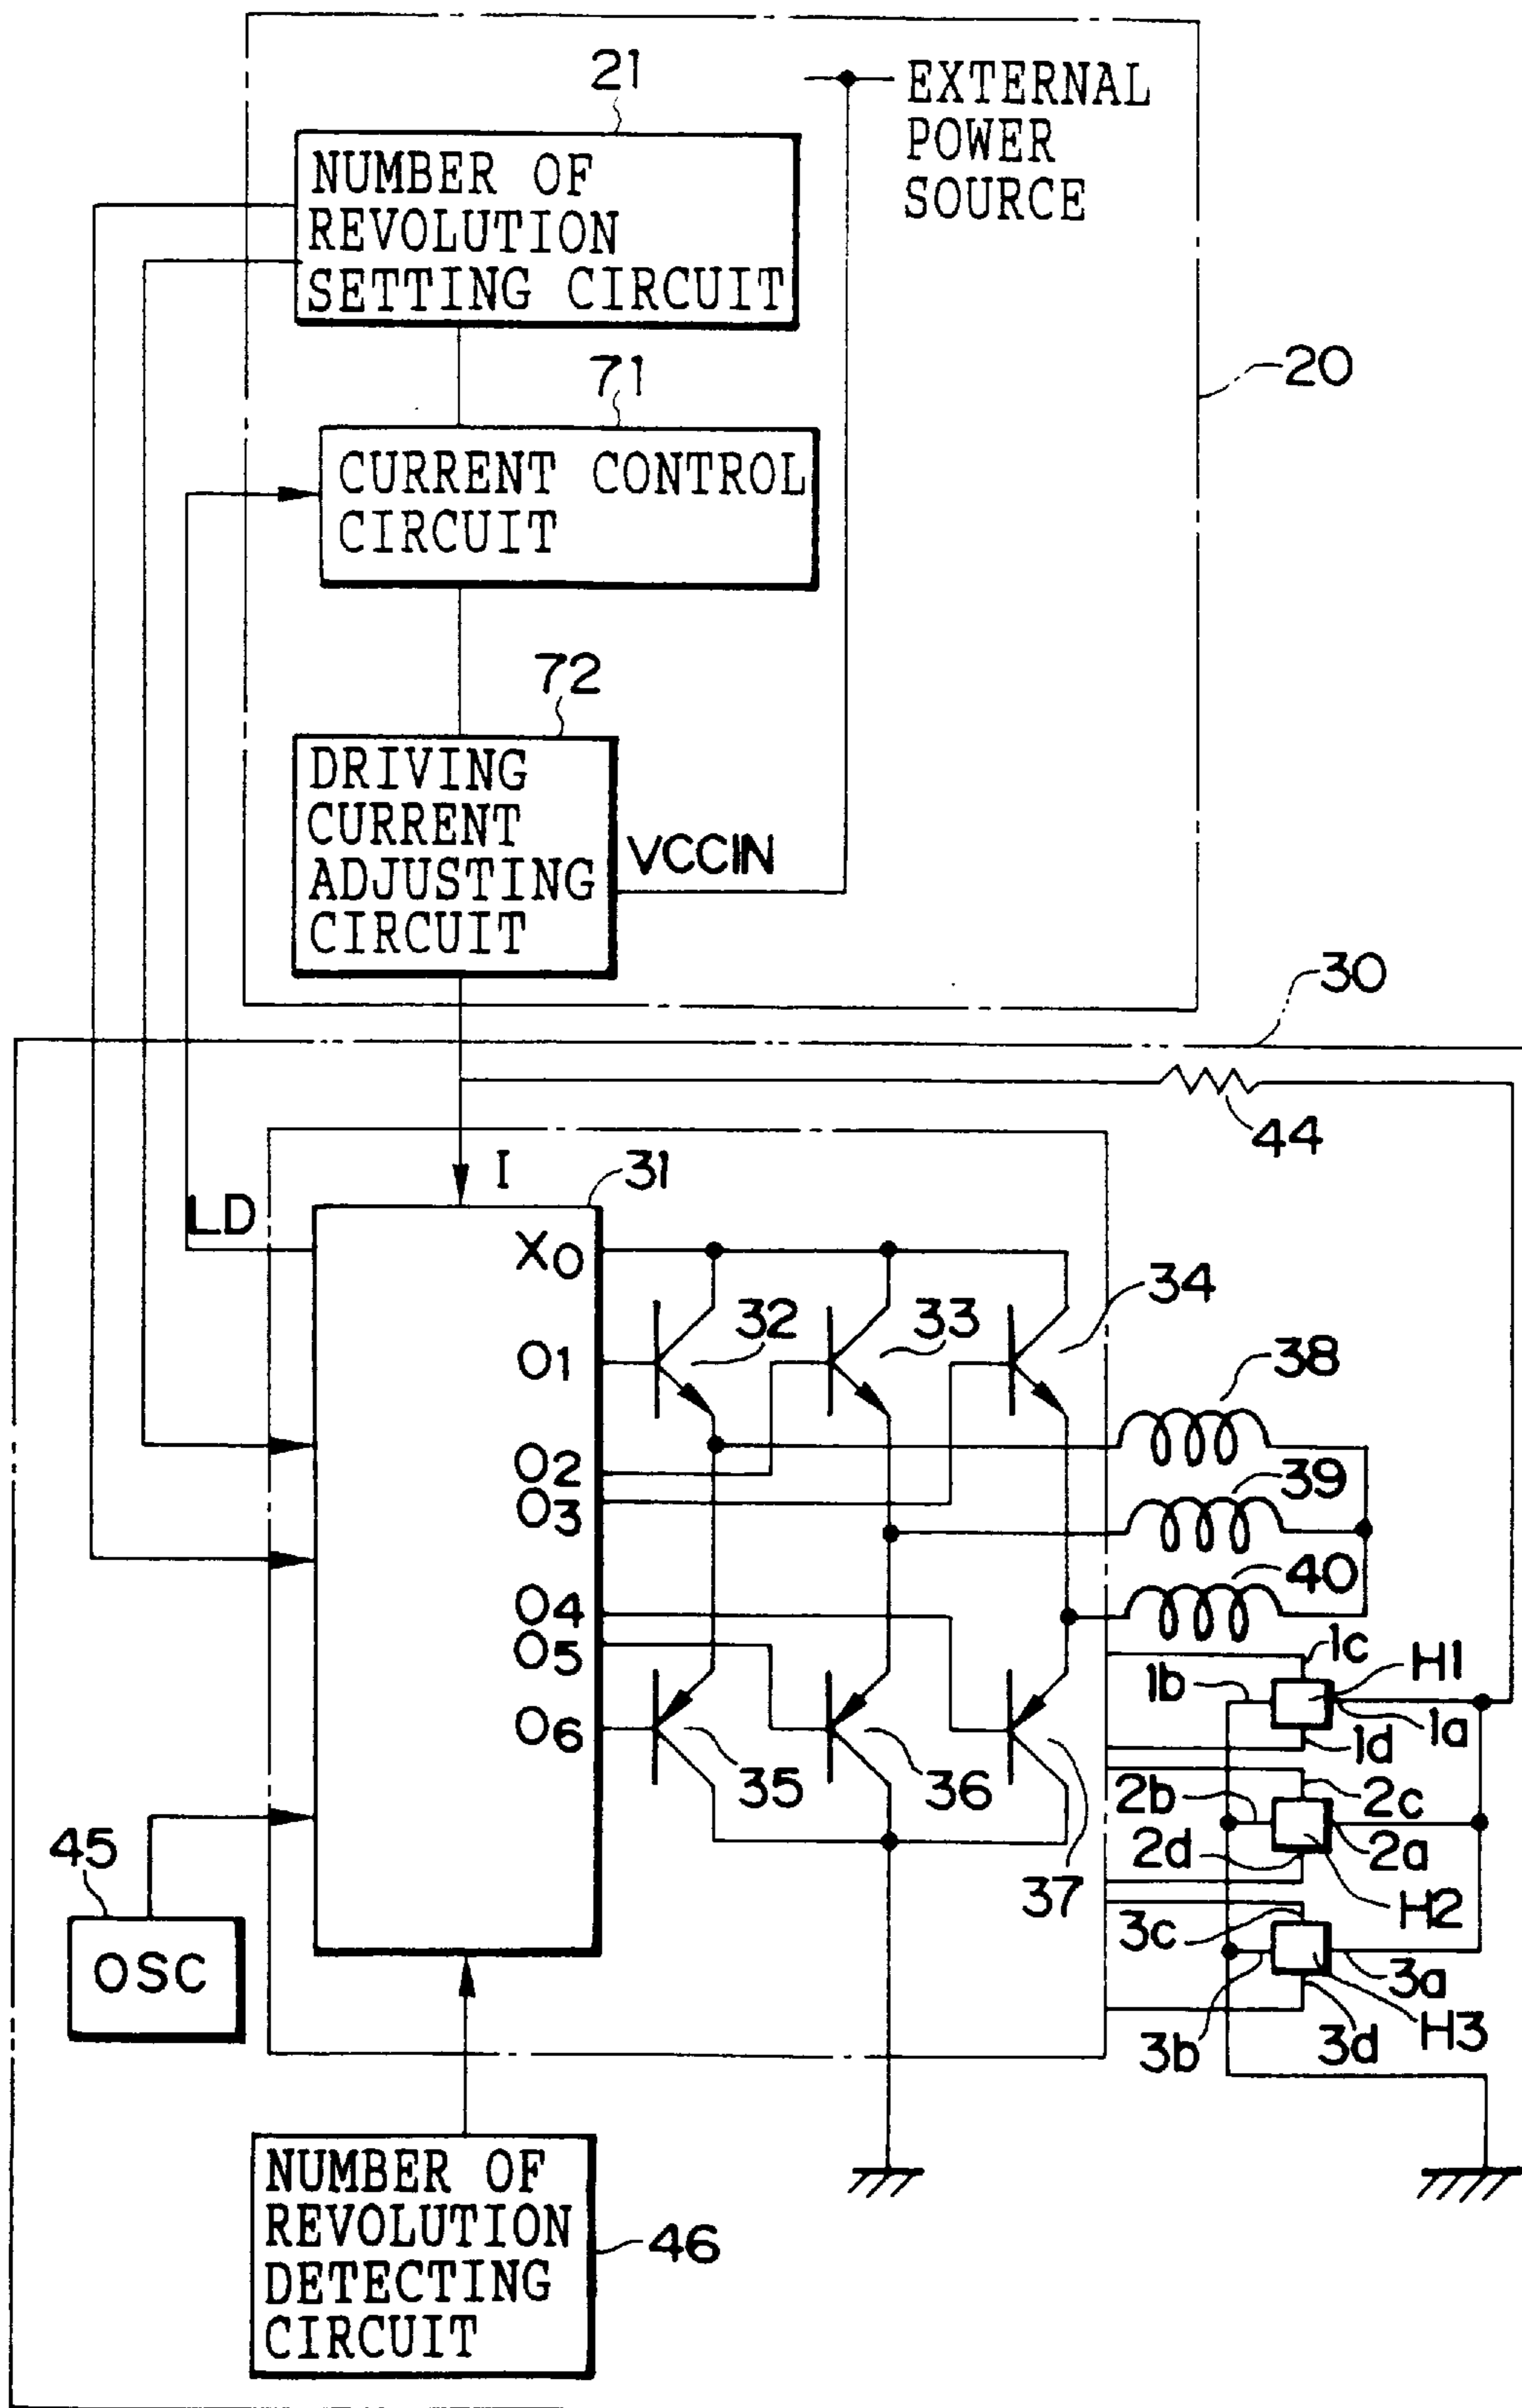 21
EXTERNAL
POWER
SOURCE
NUMBER OF
REVOLUTION
SETTING CIRCUIT
20
71
CURRENT CONTROL
CIRCUIT
72
DRIVING
CURRENT
ADJUSTING
CIRCUIT
VCCIN
30
44
I
31
LD
X0
34
32
33
O1
38
O2
O3
39
40
O4
O5
O6
1c
H1
1b
1a
1d
35
36
37
2c
2b
2a
2d
H2
45
OSC
3c
3a
3b
3d
H3
NUMBER OF
REVOLUTION
DETECTING
CIRCUIT
46